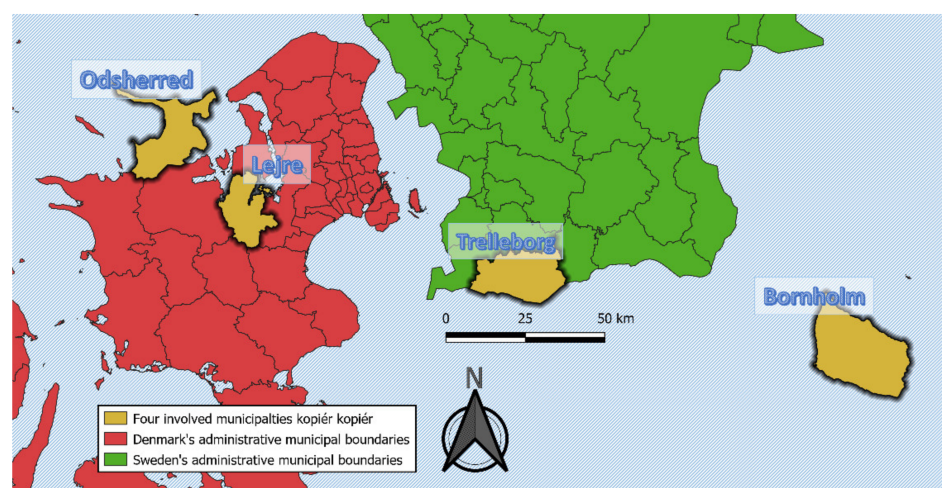 Odsherred
Lejre
Trelleborg
Bornholm
0 25 50 km
N
Four involved municipalties kopiér kopiér
Denmark's administrative municipal boundaries
Sweden's administrative municipal boundaries